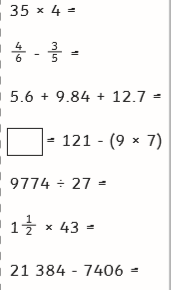 35 × 4 =
4/6 - 3/5 =
5.6 + 9.84 + 12.7 =
= 121 - (9 × 7)
9774 ÷ 27 =
1 1/2 × 43 =
21 384 - 7406 =